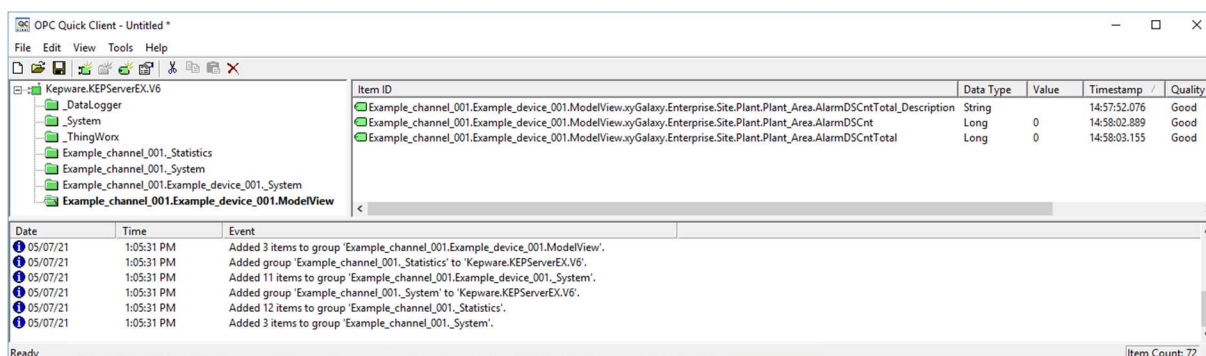 OPC Quick Client - Untitled *
File Edit View Tools Help
Kepware.KEPServerEX.V6
_DataLogger
_System
_ThingWorx
Example_channel_001._Statistics
Example_channel_001._System
Example_channel_001.Example_device_001._System
Example_channel_001.Example_device_001.ModelView
Item ID Data Type Value Timestamp Quality
Example_channel_001.Example_device_001.ModelView.xyGalaxy.Enterprise.Site.Plant.Plant_Area.AlarmDSCntTotal_Description String 14:57:52.076 Good
Example_channel_001.Example_device_001.ModelView.xyGalaxy.Enterprise.Site.Plant.Plant_Area.AlarmDSCnt Long 0 14:58:02.889 Good
Example_channel_001.Example_device_001.ModelView.xyGalaxy.Enterprise.Site.Plant.Plant_Area.AlarmDSCntTotal Long 0 14:58:03.155 Good
Date Time Event
05/07/21 1:05:31 PM Added 3 items to group 'Example_channel_001.Example_device_001.ModelView'.
05/07/21 1:05:31 PM Added group 'Example_channel_001._Statistics' to 'Kepware.KEPServerEX.V6'.
05/07/21 1:05:31 PM Added 11 items to group 'Example_channel_001.Example_device_001._System'.
05/07/21 1:05:31 PM Added group 'Example_channel_001._System' to 'Kepware.KEPServerEX.V6'.
05/07/21 1:05:31 PM Added 12 items to group 'Example_channel_001._Statistics'.
05/07/21 1:05:31 PM Added 3 items to group 'Example_channel_001._System'.
Ready Item Count: 72